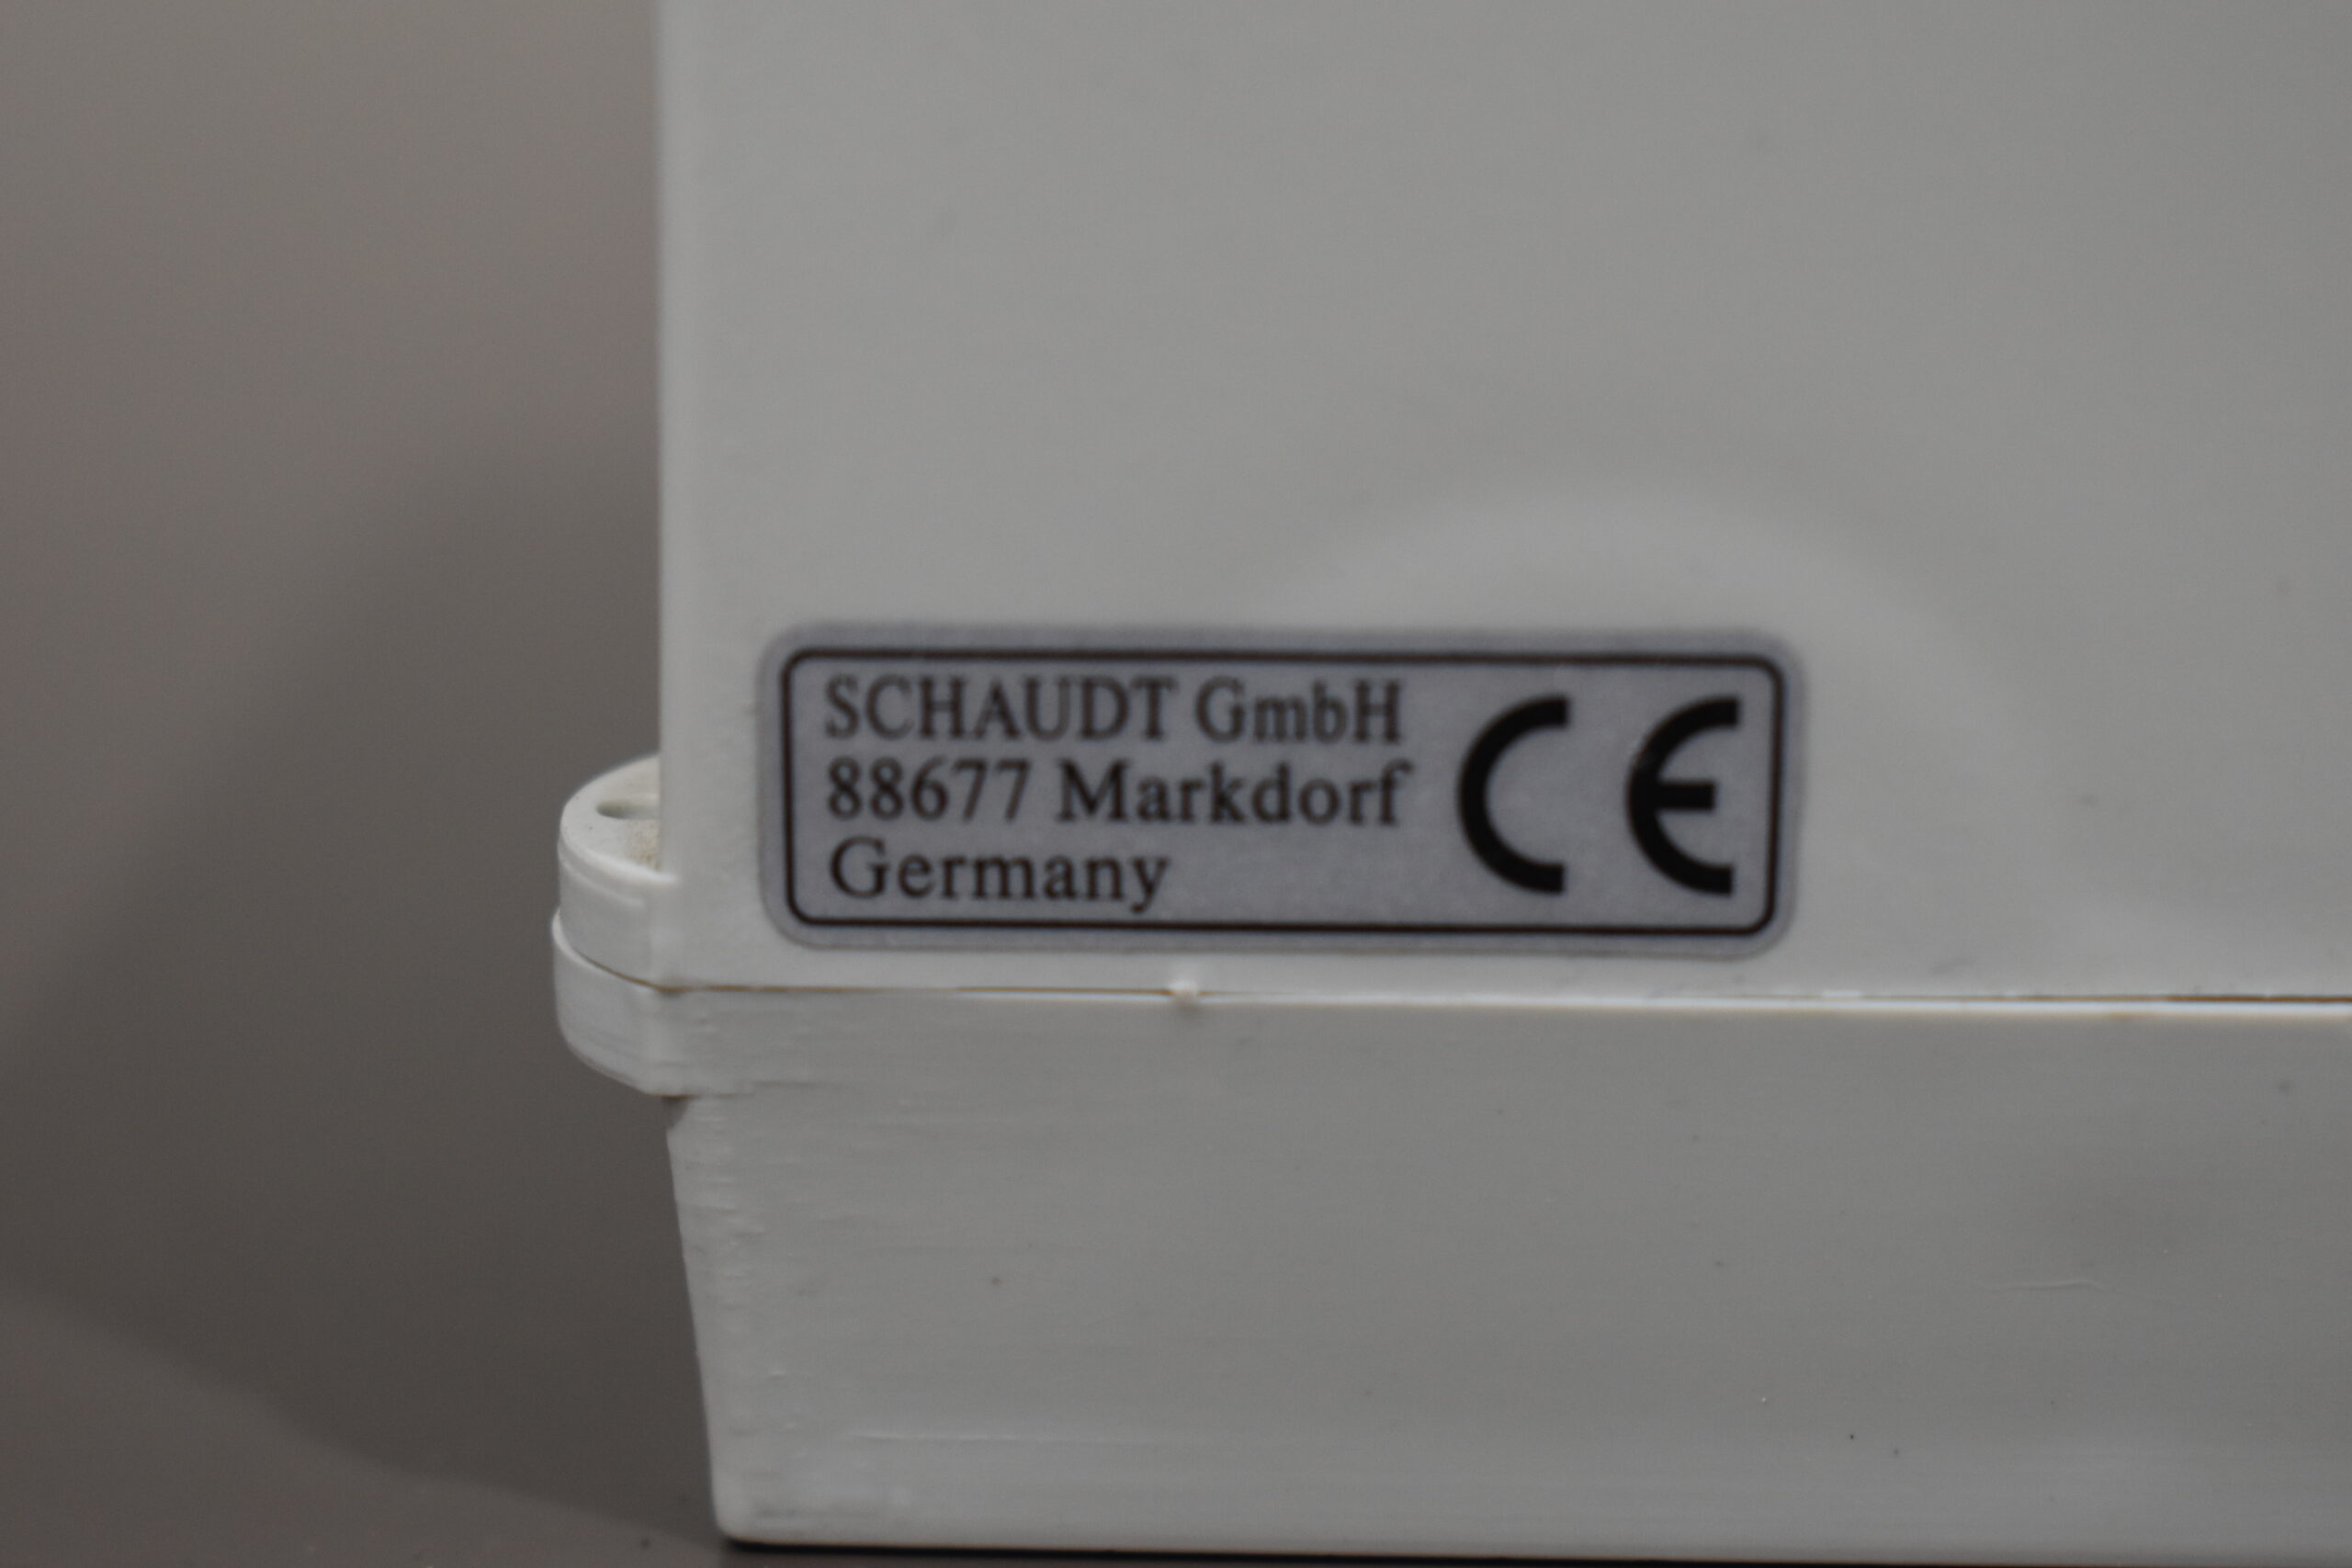 SCHAUDT GmbH
88677 Markdorf
Germany
CE